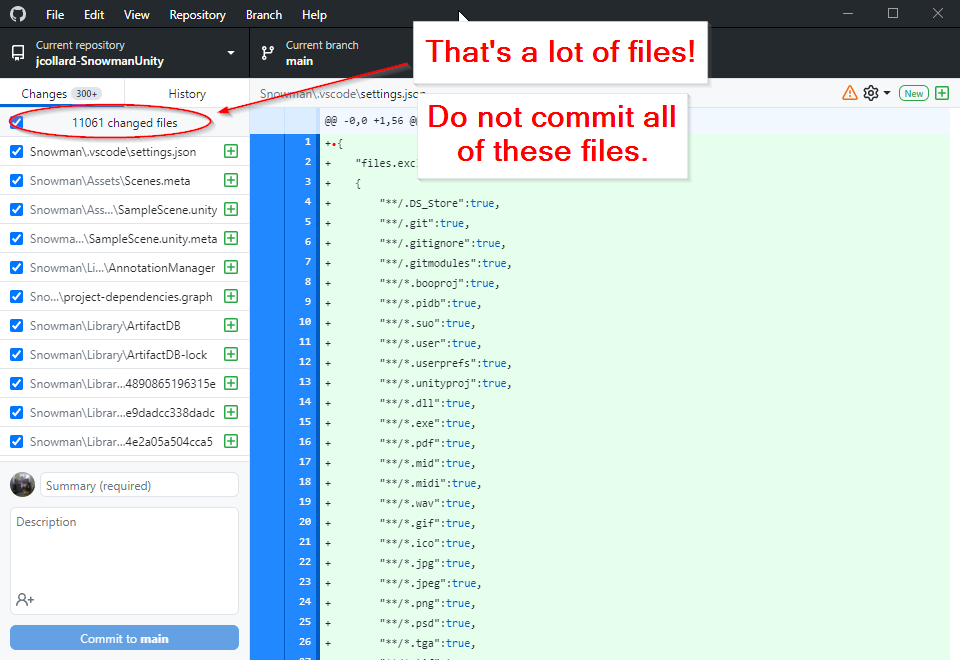 File Edit View Repository Branch Help
Current repository
jcollard-SnowmanUnity
Current branch
main
That's a lot of files!
Do not commit all
of these files.
Changes 300+ History
Snowman\.vscode\settings.json
New
11061 changed files
Snowman\.vscode\settings.json
Snowman\Assets\Scenes.meta
Snowman\Ass...\SampleScene.unity
Snowma...\SampleScene.unity.meta
Snowman\Li...\AnnotationManager
Sno...\project-dependencies.graph
Snowman\Library\ArtifactDB
Snowman\Library\ArtifactDB-lock
Snowman\Librar...4890865196315e
Snowman\Librar...e9dadcc338dadc
Snowman\Librar...4e2a05a504cca5
Summary (required)
Description
Commit to main
@@ -0,0 +1,56 @
1 +{
2 + "files.exc
3 + {
4 + "**/.DS_Store":true,
5 + "**/.git":true,
6 + "**/.gitignore":true,
7 + "**/.gitmodules":true,
8 + "**/*.booproj":true,
9 + "**/*.pidb":true,
10 + "**/*.suo":true,
11 + "**/*.user":true,
12 + "**/*.userprefs":true,
13 + "**/*.unityproj":true,
14 + "**/*.dll":true,
15 + "**/*.exe":true,
16 + "**/*.pdf":true,
17 + "**/*.mid":true,
18 + "**/*.midi":true,
19 + "**/*.wav":true,
20 + "**/*.gif":true,
21 + "**/*.ico":true,
22 + "**/*.jpg":true,
23 + "**/*.jpeg":true,
24 + "**/*.png":true,
25 + "**/*.psd":true,
26 + "**/*.tga":true,